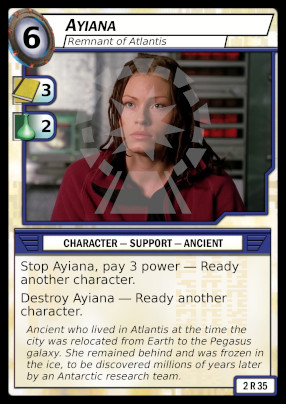 6
AYIANA
Remnant of Atlantis
3
2
CHARACTER – SUPPORT – ANCIENT
Stop Ayiana, pay 3 power — Ready
another character.
Destroy Ayiana — Ready another
character.
Ancient who lived in Atlantis at the time the
city was relocated from Earth to the Pegasus
galaxy. She remained behind and was frozen in
the ice, to be discovered millions of years later
by an Antarctic research team.
2 R 35